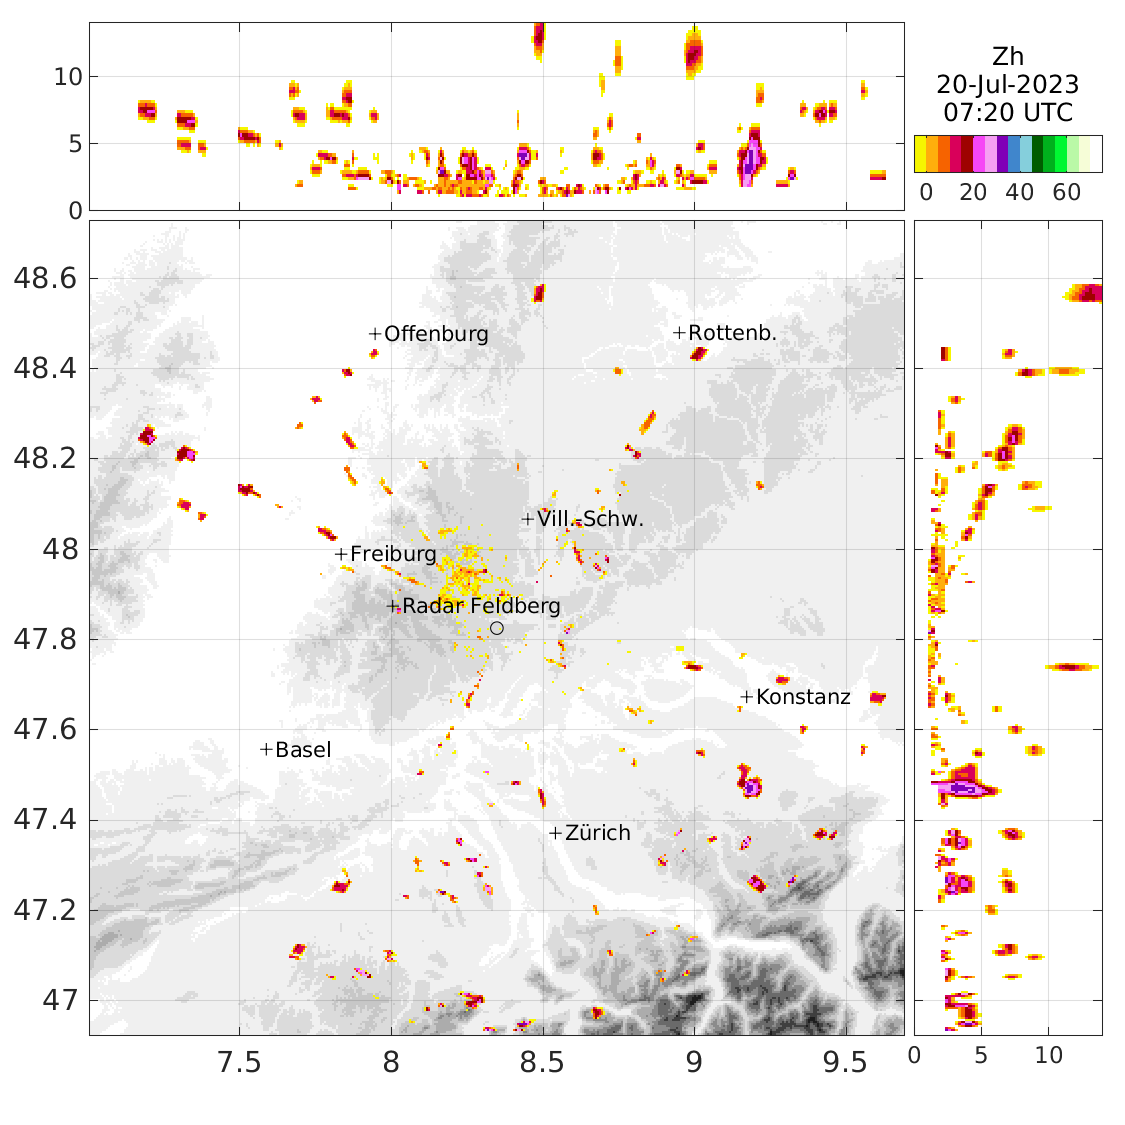 Zh
20-Jul-2023
07:20 UTC
0 20 40 60
10
5
0
48.6
48.4
48.2
48
47.8
47.6
47.4
47.2
47
+Offenburg
+Rottenb.
+Vill.-Schw.
+Freiburg
+Radar Feldberg
+Konstanz
+Basel
+Zürich
7.5 8 8.5 9 9.5
0 5 10